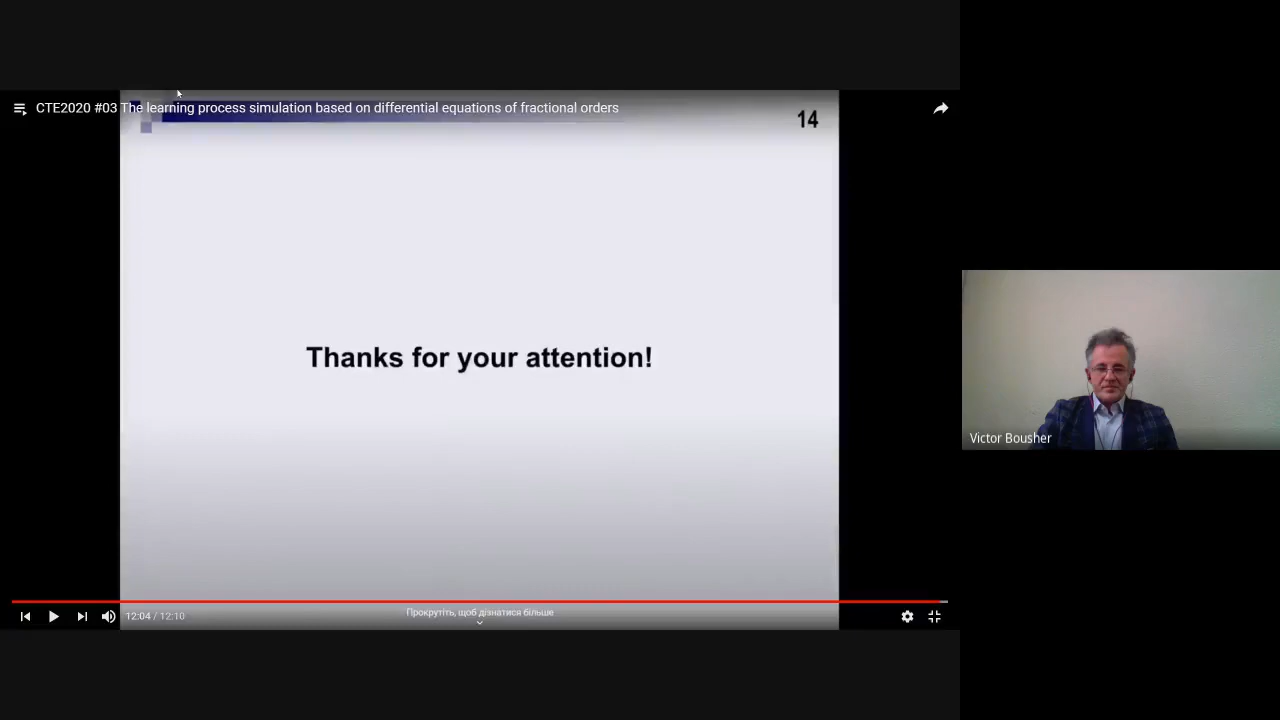 CTE2020 #03 The learning process simulation based on differential equations of fractional orders
14
Thanks for your attention!
Victor Bousher
12:04 / 12:10
Прокрутіть, щоб дізнатися більше